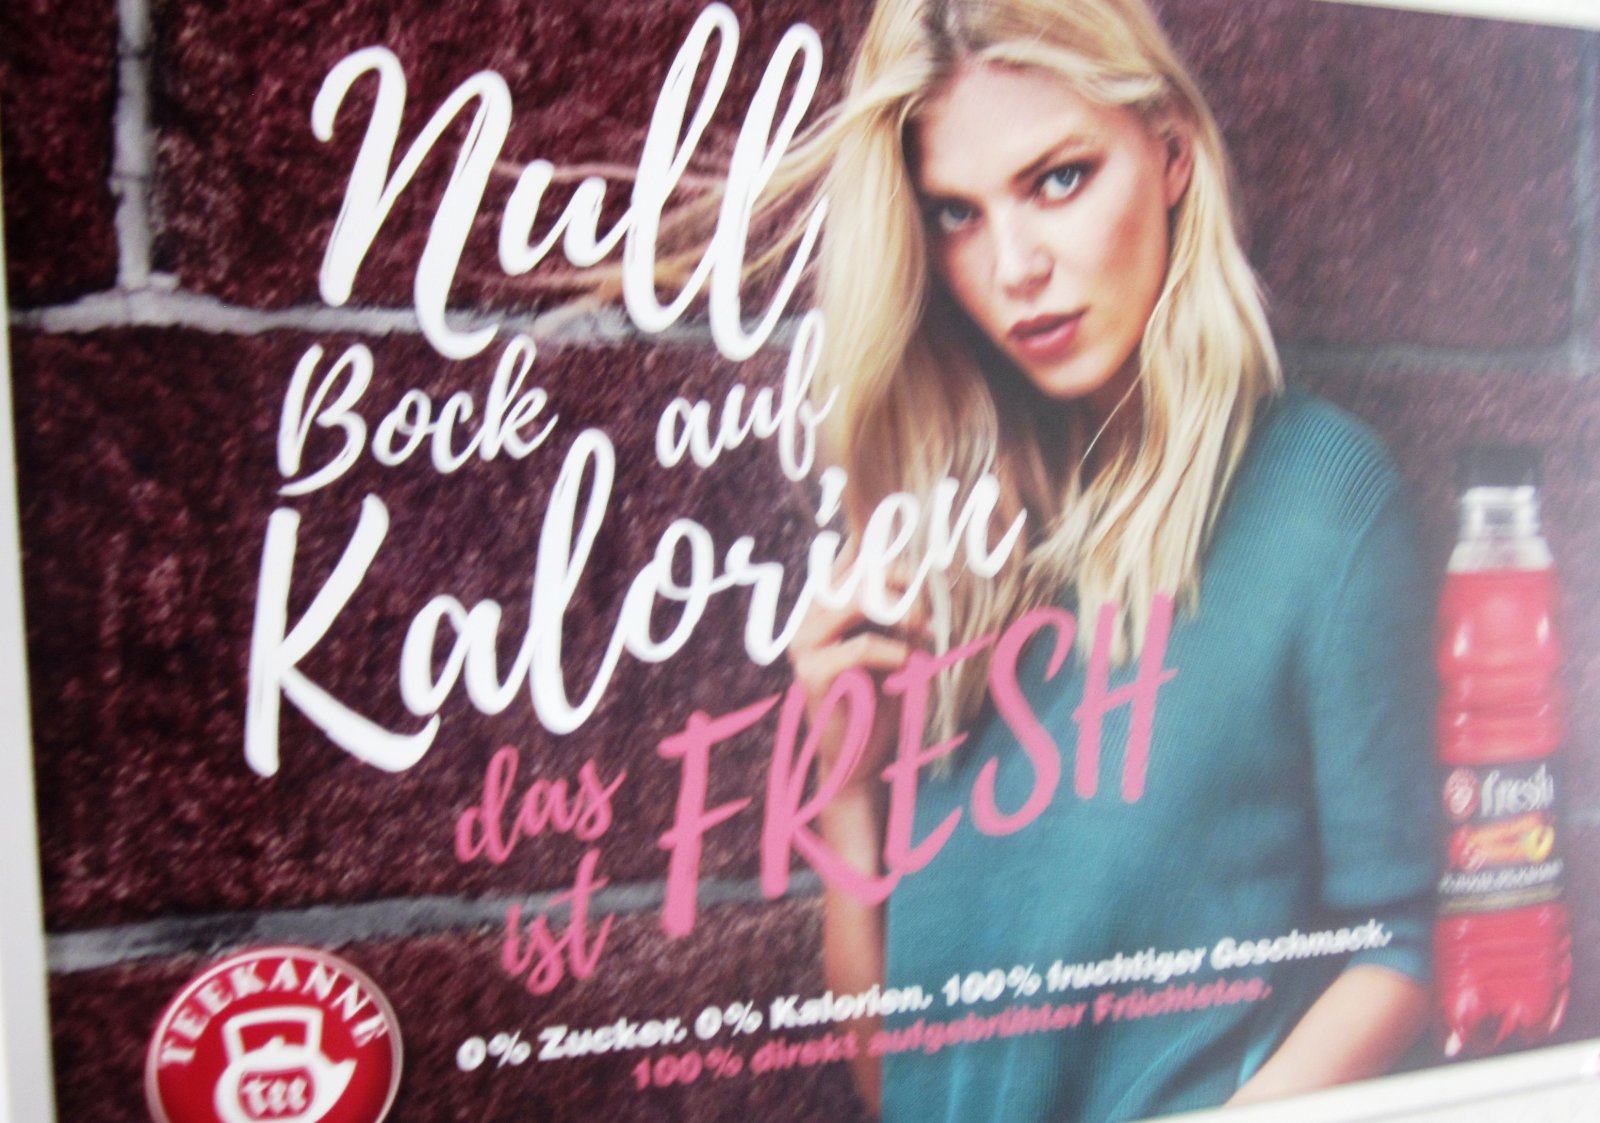 Null
Bock auf
Kalorien
das FRESH
ist
0% Zucker. 0% Kalorien. 100% fruchtiger Geschmack.
100% direkt aufgebrühter Früchtetee.
TEEKANNE
fresh